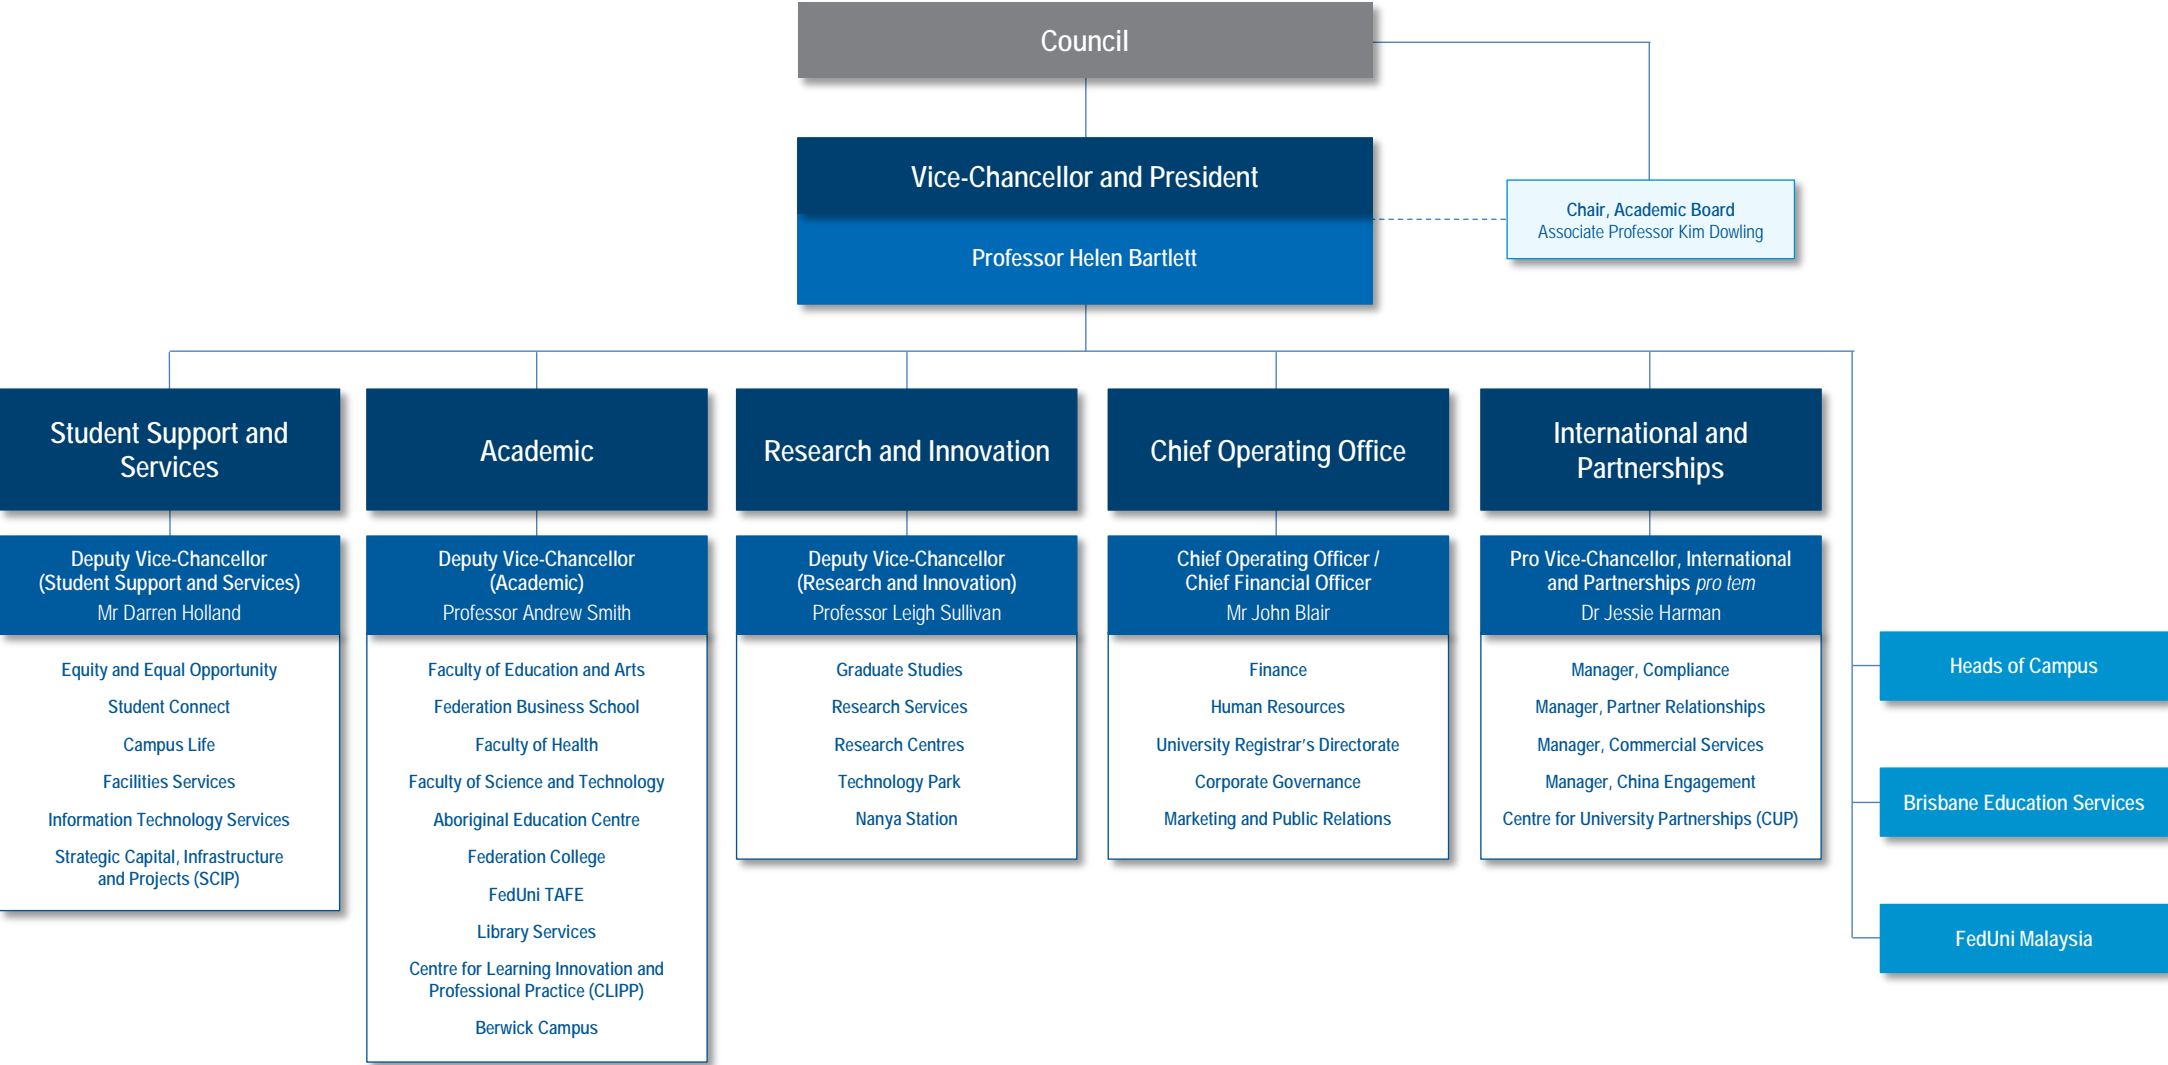 Council
Vice-Chancellor and President
Professor Helen Bartlett
Chair, Academic Board
Associate Professor Kim Dowling
Student Support and
Services
Deputy Vice-Chancellor
(Student Support and Services)
Mr Darren Holland
Equity and Equal Opportunity
Student Connect
Campus Life
Facilities Services
Information Technology Services
Strategic Capital, Infrastructure
and Projects (SCIP)
Academic
Deputy Vice-Chancellor
(Academic)
Professor Andrew Smith
Faculty of Education and Arts
Federation Business School
Faculty of Health
Faculty of Science and Technology
Aboriginal Education Centre
Federation College
FedUni TAFE
Library Services
Centre for Learning Innovation and
Professional Practice (CLIPP)
Berwick Campus
Research and Innovation
Deputy Vice-Chancellor
(Research and Innovation)
Professor Leigh Sullivan
Graduate Studies
Research Services
Research Centres
Technology Park
Nanya Station
Chief Operating Office
Chief Operating Officer /
Chief Financial Officer
Mr John Blair
Finance
Human Resources
University Registrar's Directorate
Corporate Governance
Marketing and Public Relations
International and
Partnerships
Pro Vice-Chancellor, International
and Partnerships pro tem
Dr Jessie Harman
Manager, Compliance
Manager, Partner Relationships
Manager, Commercial Services
Manager, China Engagement
Centre for University Partnerships (CUP)
Heads of Campus
Brisbane Education Services
FedUni Malaysia